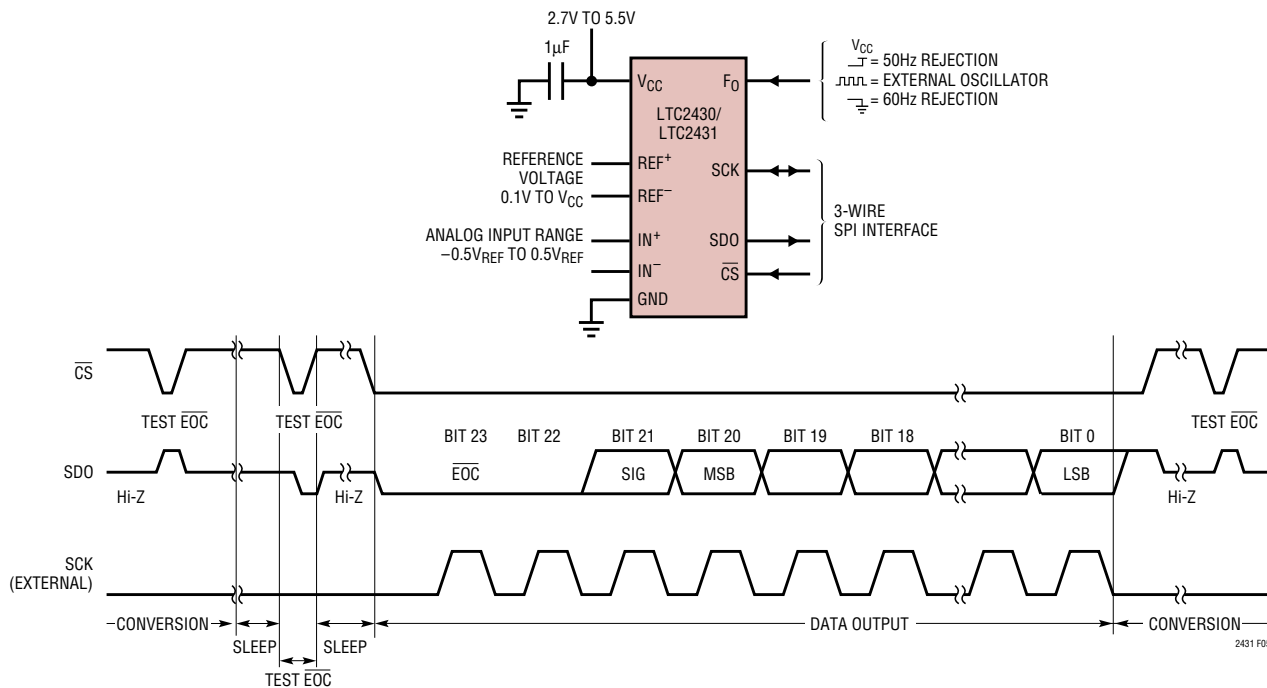 2.7V TO 5.5V
1µF
VCC
FO
LTC2430/
LTC2431
VCC
= 50Hz REJECTION
= EXTERNAL OSCILLATOR
= 60Hz REJECTION
REFERENCE
VOLTAGE
0.1V TO VCC
REF+
REF−
SCK
3-WIRE
SPI INTERFACE
ANALOG INPUT RANGE
−0.5VREF TO 0.5VREF
IN+
IN−
SDO
CS
GND
CS
TEST EOC
TEST EOC
TEST EOC
BIT 23
BIT 22
BIT 21
BIT 20
BIT 19
BIT 18
BIT 0
SDO
EOC
SIG
MSB
LSB
Hi-Z
Hi-Z
Hi-Z
SCK
(EXTERNAL)
CONVERSION
SLEEP
TEST EOC
SLEEP
DATA OUTPUT
CONVERSION
2431 F05